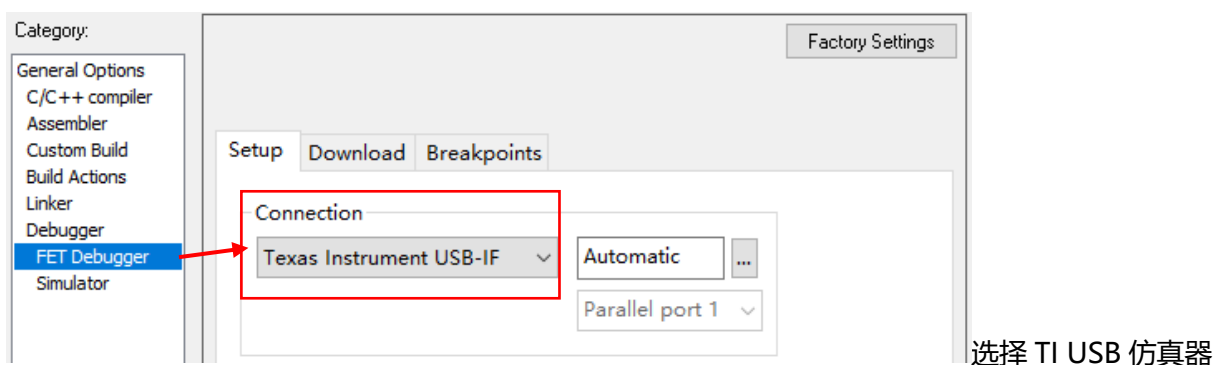 Category:
Factory Settings
General Options
C/C++ compiler
Assembler
Custom Build
Build Actions
Linker
Debugger
FET Debugger
Simulator
Setup Download Breakpoints
Connection
Texas Instrument USB-IF
Automatic ...
Parallel port 1
选择 TI USB 仿真器